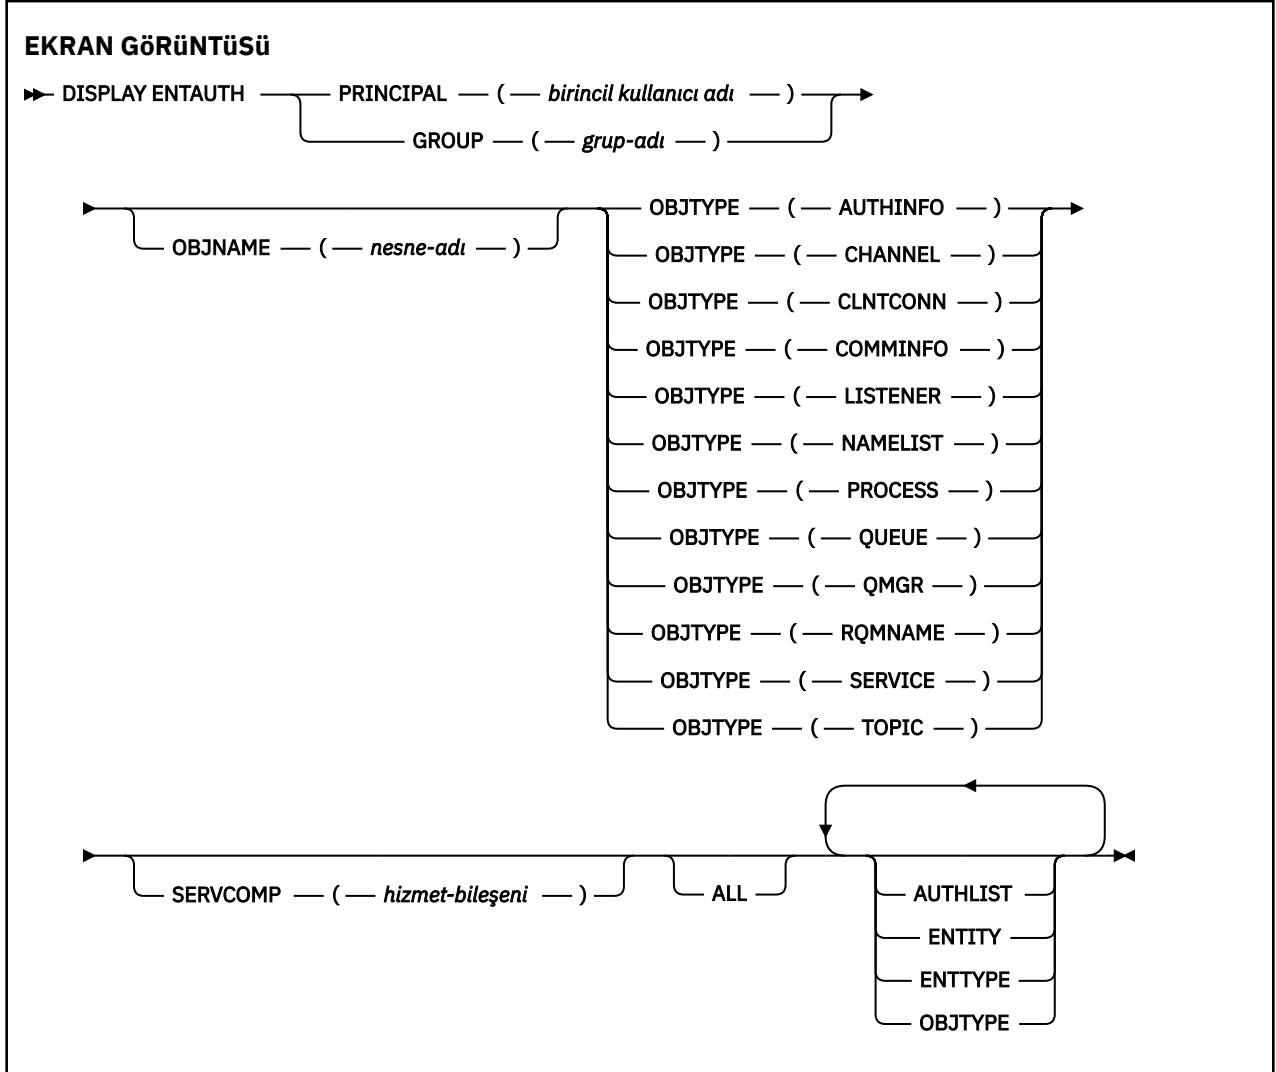 EKRAN GöRüNTüSü
DISPLAY ENTAUTH PRINCIPAL ( birincil kullanıcı adı )
GROUP ( grup-adı )
OBJTYPE ( AUTHINFO )
OBJNAME ( nesne-adı )
OBJTYPE ( CHANNEL )
OBJTYPE ( CLNTCONN )
OBJTYPE ( COMMINFO )
OBJTYPE ( LISTENER )
OBJTYPE ( NAMELIST )
OBJTYPE ( PROCESS )
OBJTYPE ( QUEUE )
OBJTYPE ( QMGR )
OBJTYPE ( RQMNAME )
OBJTYPE ( SERVICE )
OBJTYPE ( TOPIC )
SERVCOMP ( hizmet-bileşeni ) ALL AUTHLIST
ENTITY
ENTTYPE
OBJTYPE